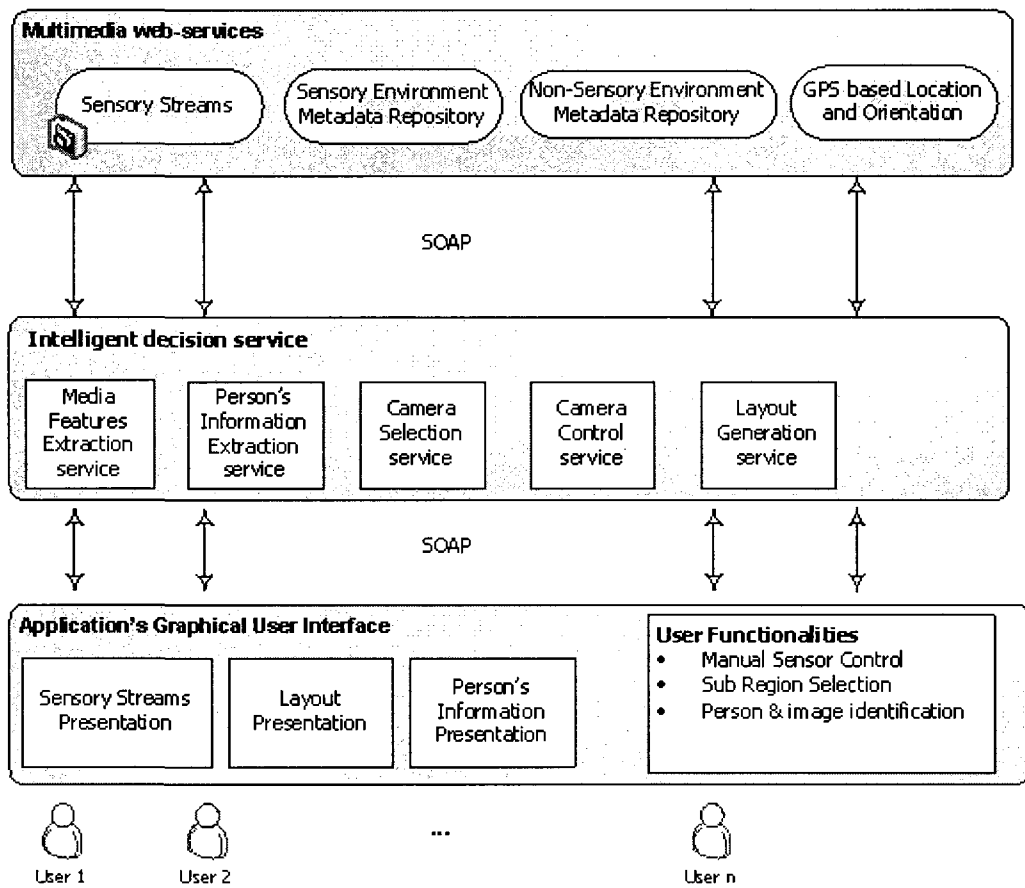 Multimedia web-services
Sensory Streams
Sensory Environment
Metadata Repository
Non-Sensory Environment
Metadata Repository
GPS based Location
and Orientation
SOAP
Intelligent decision service
Media
Features
Extraction
service
Person's
Information
Extraction
service
Camera
Selection
service
Camera
Control
service
Layout
Generation
service
SOAP
Application's Graphical User Interface
Sensory Streams
Presentation
Layout
Presentation
Person's
Information
Presentation
User Functionalities
• Manual Sensor Control
• Sub Region Selection
• Person & image identification
User 1
User 2
...
User n